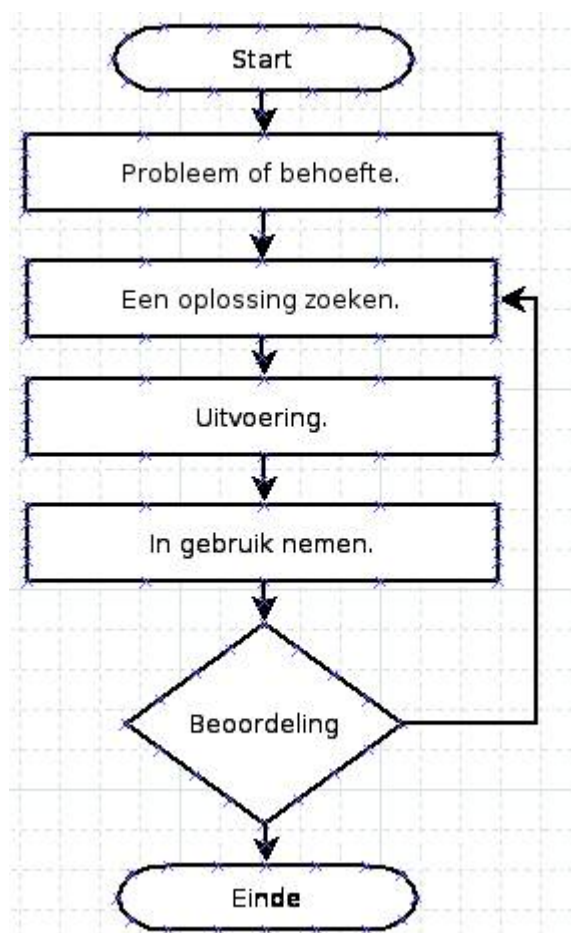 Start
Probleem of behoefte.
Een oplossing zoeken.
Uitvoering.
In gebruik nemen.
Beoordeling
Einde